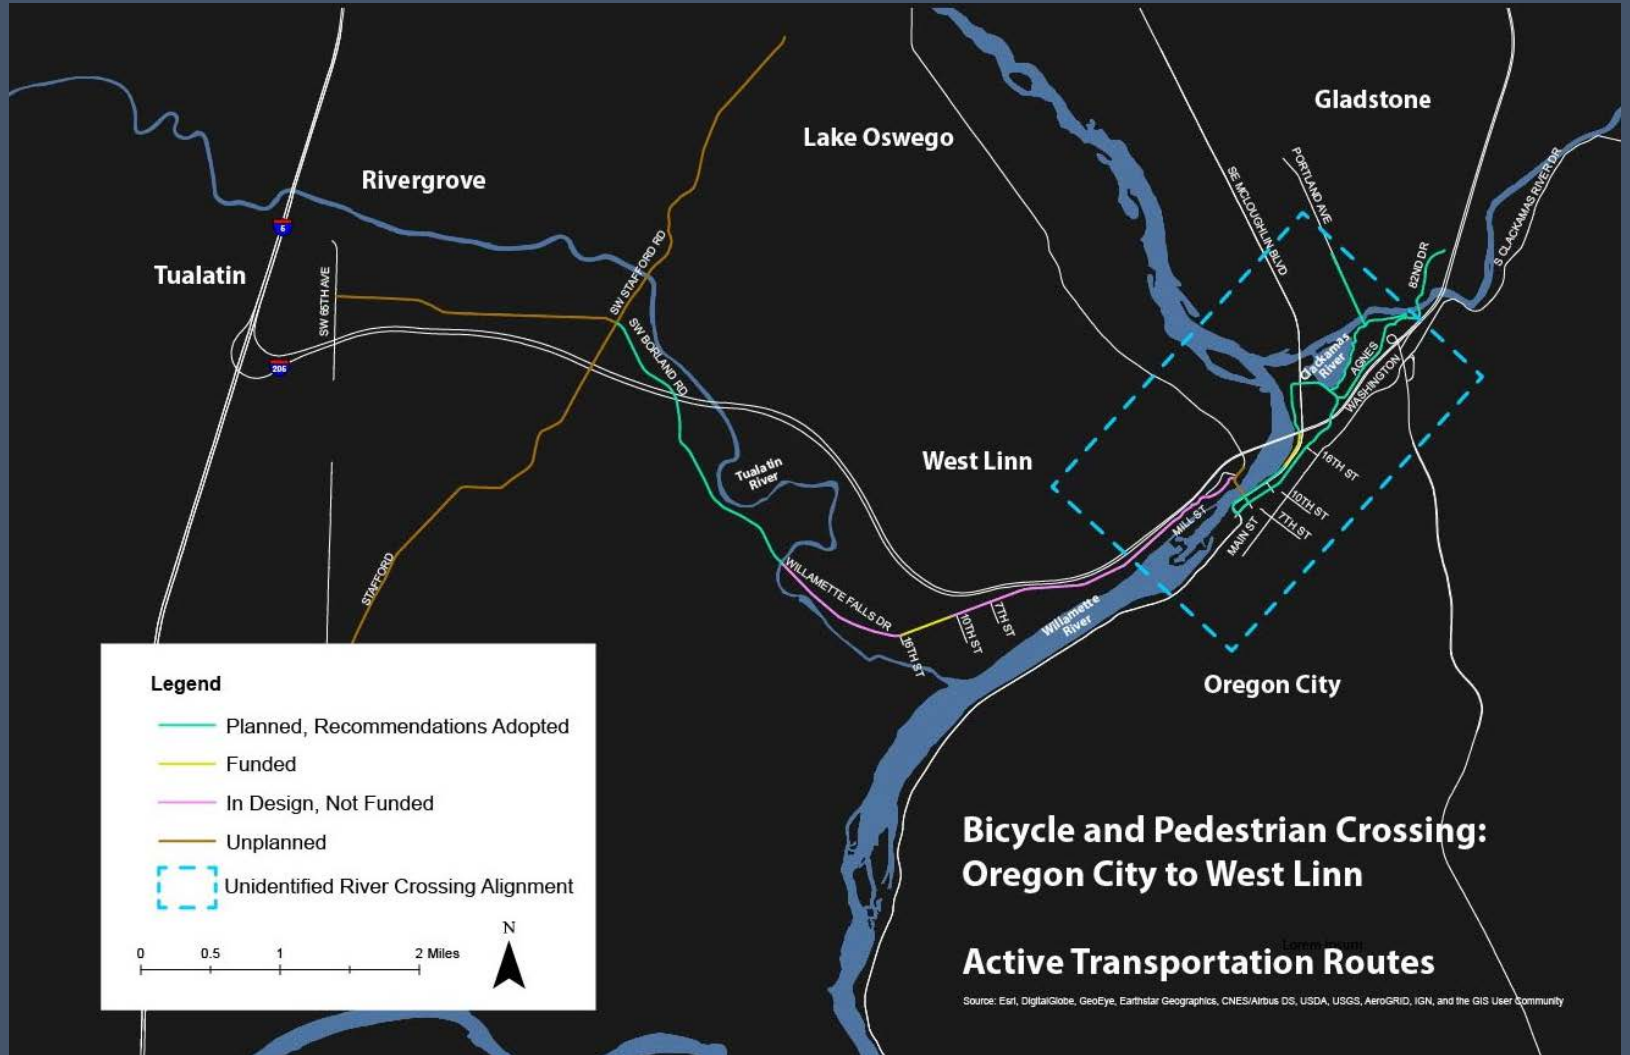 Gladstone
Lake Oswego
Rivergrove
Tualatin
West Linn
Oregon City
5
205
SW 65TH AVE
SW STAFFORD RD
SW BORLAND RD
STAFFORD
Tualatin
River
WILLAMETTE FALLS DR
16TH ST
10TH ST
7TH ST
Willamette
River
MILL ST
MAIN ST
7TH ST
10TH ST
16TH ST
WASHINGTON
AGNES
Clackamas
River
82ND DR
PORTLAND AVE
SE MCLOUGHLIN BLVD
S CLACKAMAS RIVER DR
Legend
Planned, Recommendations Adopted
Funded
In Design, Not Funded
Unplanned
Unidentified River Crossing Alignment
N
0 0.5 1 2 Miles
Bicycle and Pedestrian Crossing:
Oregon City to West Linn
Lorem ipsum
Active Transportation Routes
Source: Esri, DigitalGlobe, GeoEye, Earthstar Geographics, CNES/Airbus DS, USDA, USGS, AeroGRID, IGN, and the GIS User Community